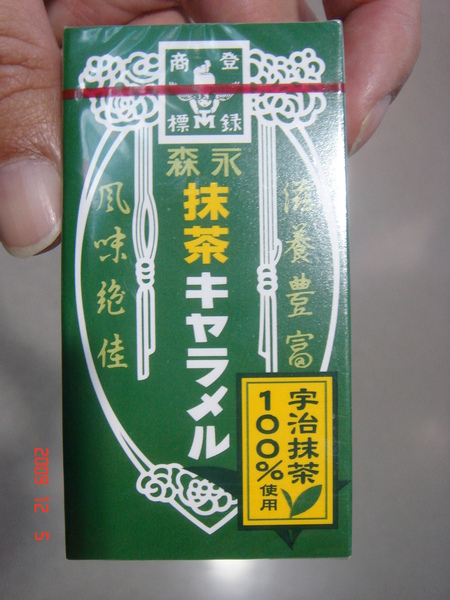 登録
商標
森永
抹茶キャラメル
滋養豊富
風味絶佳
宇治抹茶
100%使用
2009 12 5